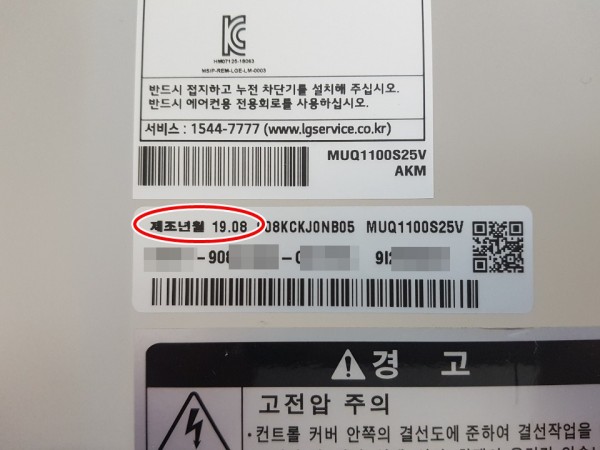 KC
HM07125-18063
MSIP-REM-LGE-LM-0003
반드시 접지하고 누전 차단기를 설치해 주십시오.
반드시 에어컨용 전용회로를 사용하십시오.
서비스 : 1544-7777 (www.lgservice.co.kr)
MUQ1100S25V
AKM
제조년월 19.08 08KCKJ0NB05 MUQ1100S25V
-908 -0 9I2
경 고
고전압 주의
·컨트롤 커버 안쪽의 결선도에 준하여 결선작업을